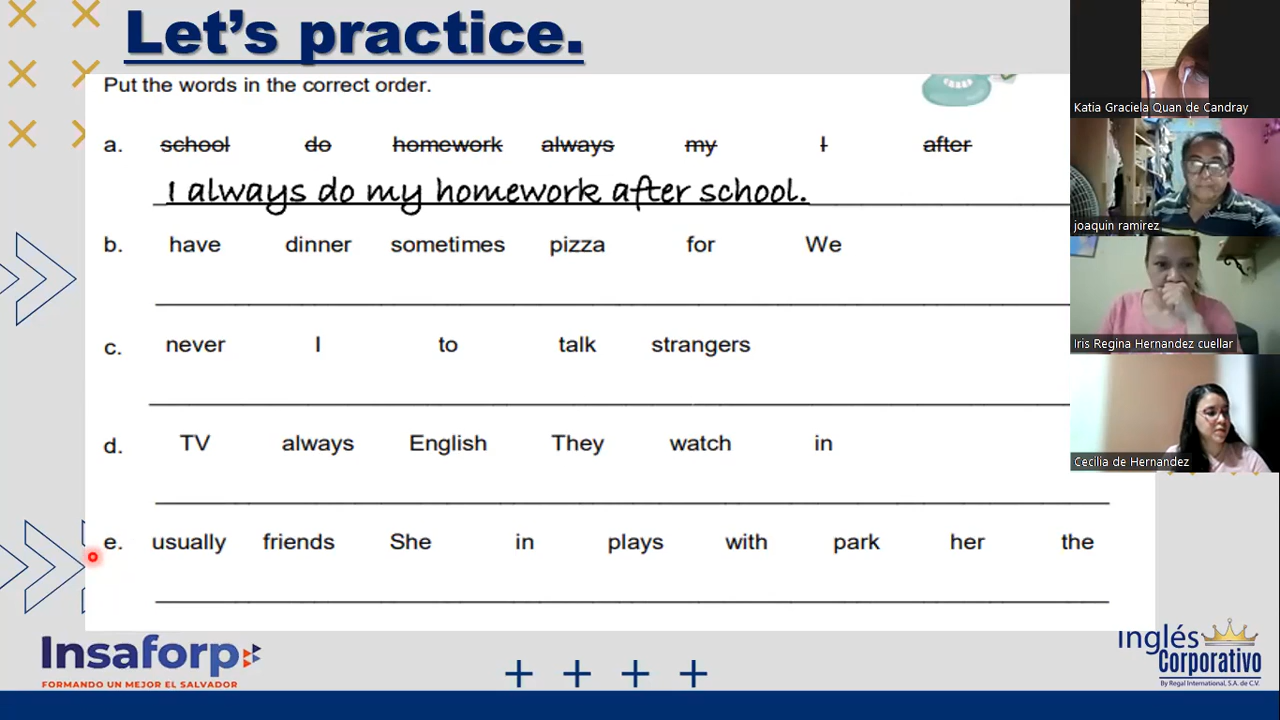 Let's practice.
Put the words in the correct order.
a. school do homework always my I after
I always do my homework after school.
b. have dinner sometimes pizza for We
c. never I to talk strangers
d. TV always English They watch in
e. usually friends She in plays with park her the
Katia Graciela Quan de Candray
joaquin ramirez
Iris Regina Hernandez cuellar
Cecilia de Hernandez
Insaforp
FORMANDO UN MEJOR EL SALVADOR
inglés
Corporativo
By Regal International, S.A. de C.V.